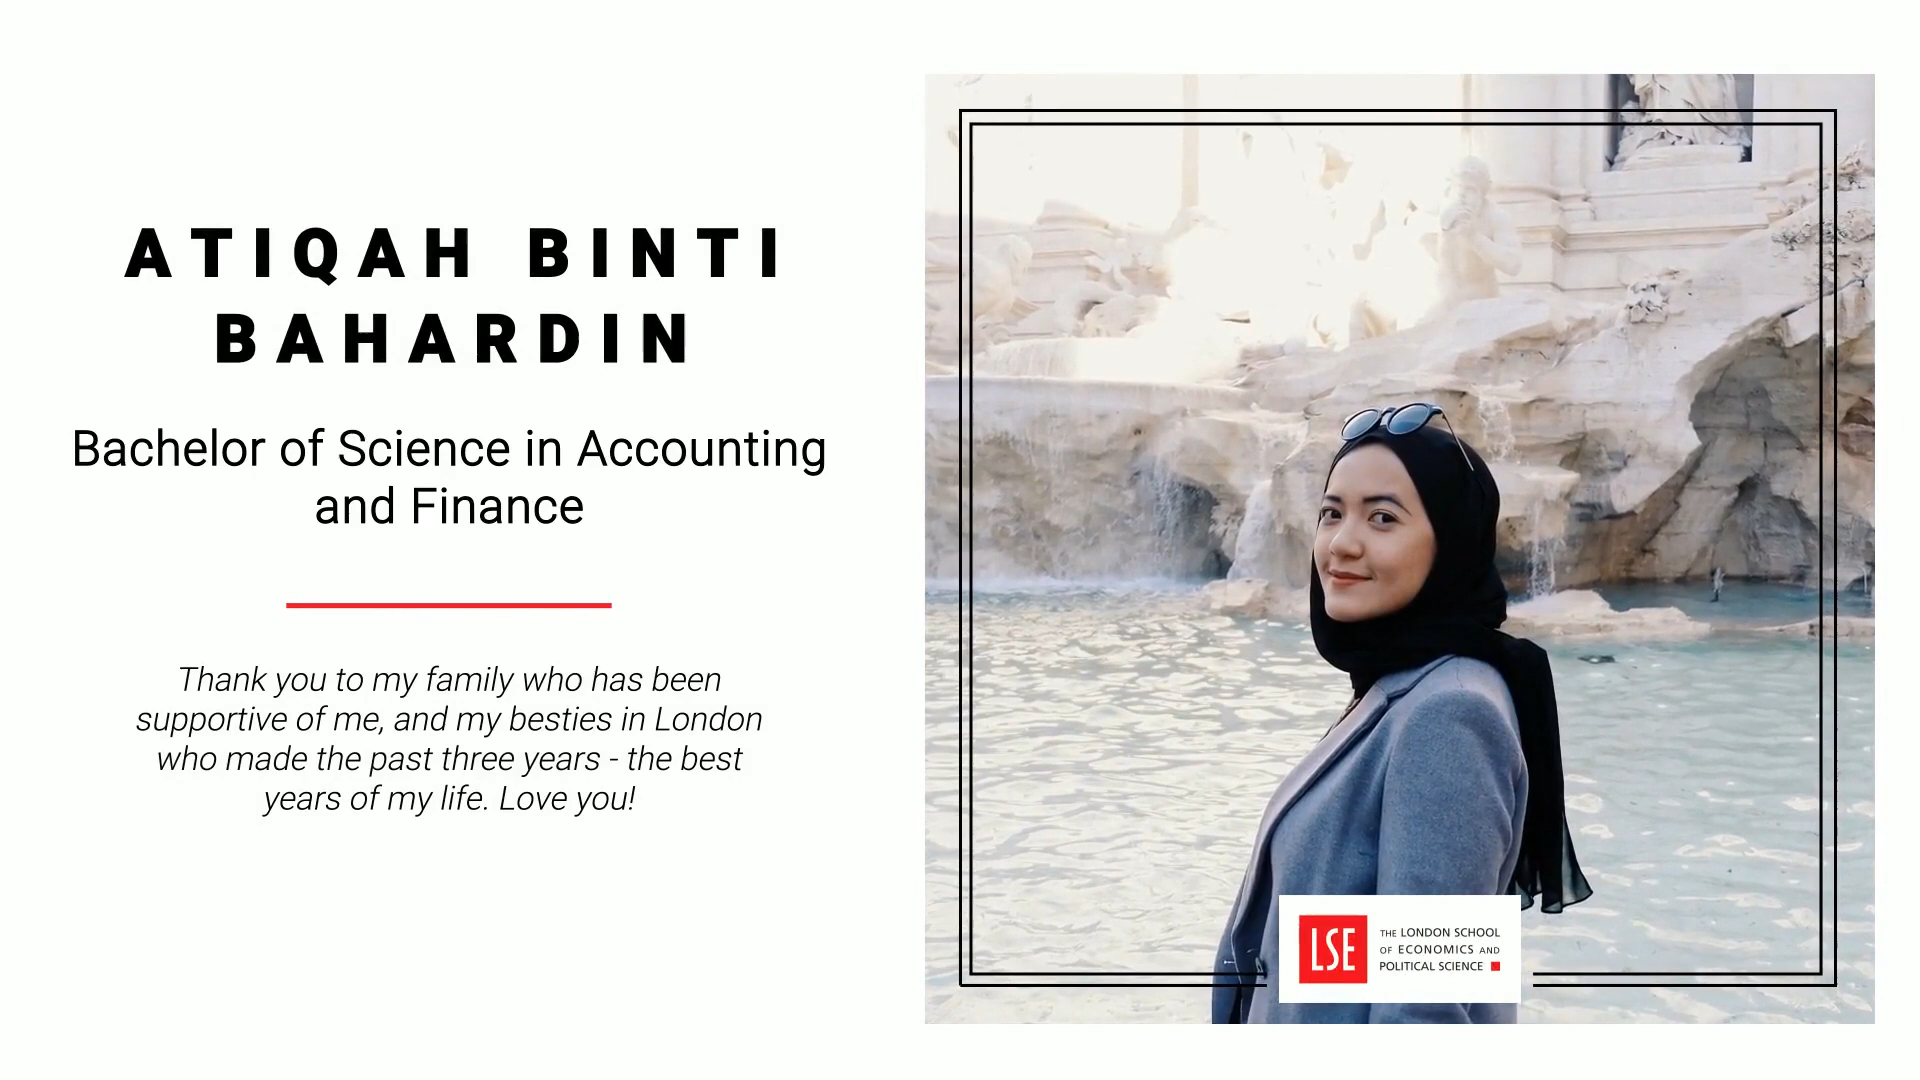 ATIQAH BINTI
BAHARDIN
Bachelor of Science in Accounting
and Finance
Thank you to my family who has been
supportive of me, and my besties in London
who made the past three years - the best
years of my life. Love you!
LSE
THE LONDON SCHOOL
OF ECONOMICS AND
POLITICAL SCIENCE